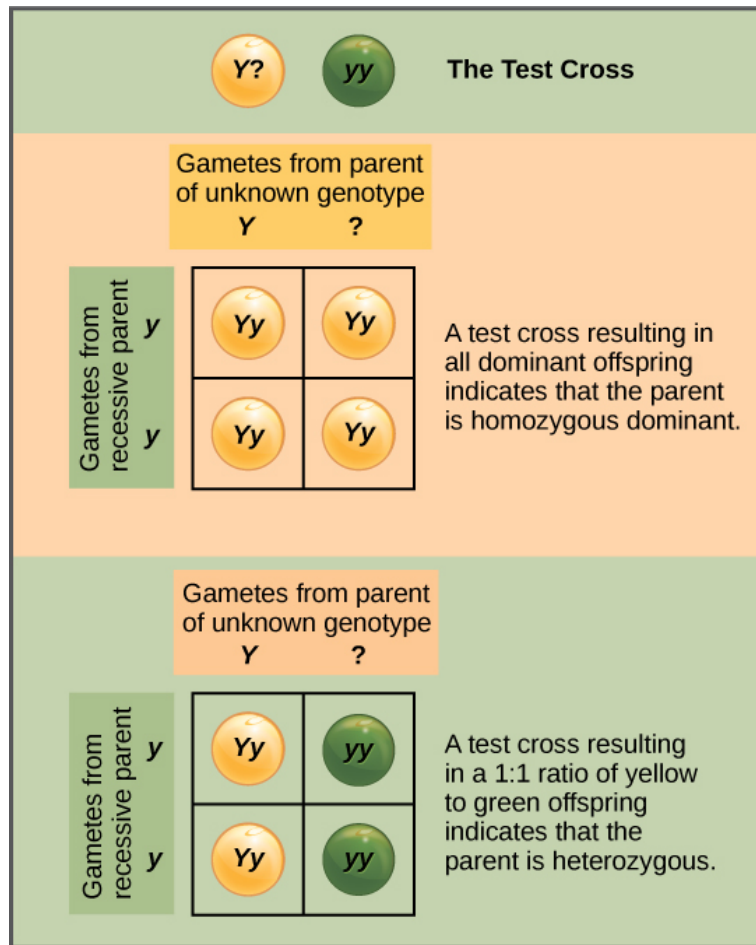 Y? yy The Test Cross
Gametes from parent
of unknown genotype
Y ?
Gametes from
recessive parent
y Yy Yy
y Yy Yy
A test cross resulting in
all dominant offspring
indicates that the parent
is homozygous dominant.
Gametes from parent
of unknown genotype
Y ?
Gametes from
recessive parent
y Yy yy
y Yy yy
A test cross resulting
in a 1:1 ratio of yellow
to green offspring
indicates that the
parent is heterozygous.